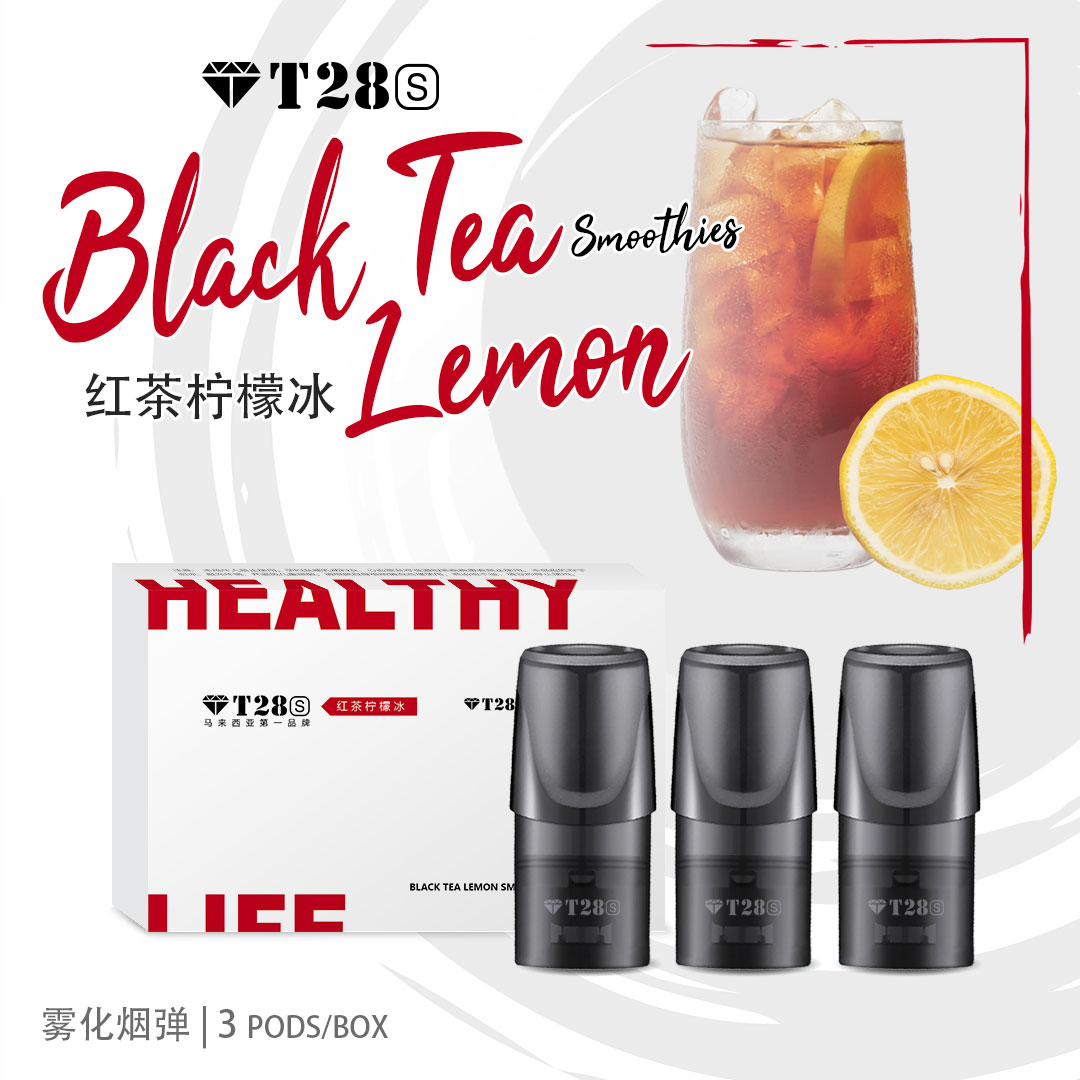 T28S
Black Tea Smoothies
红茶柠檬冰 Lemon
HEALTHY
T28S 红茶柠檬冰 T28
马来西亚第一品牌
BLACK TEA LEMON SM
LIFE
T28S T28S T28S
雾化烟弹 | 3 PODS/BOX